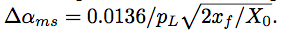 Δα_{ms} = 0.0136/p_L√(2x_f/X_0).